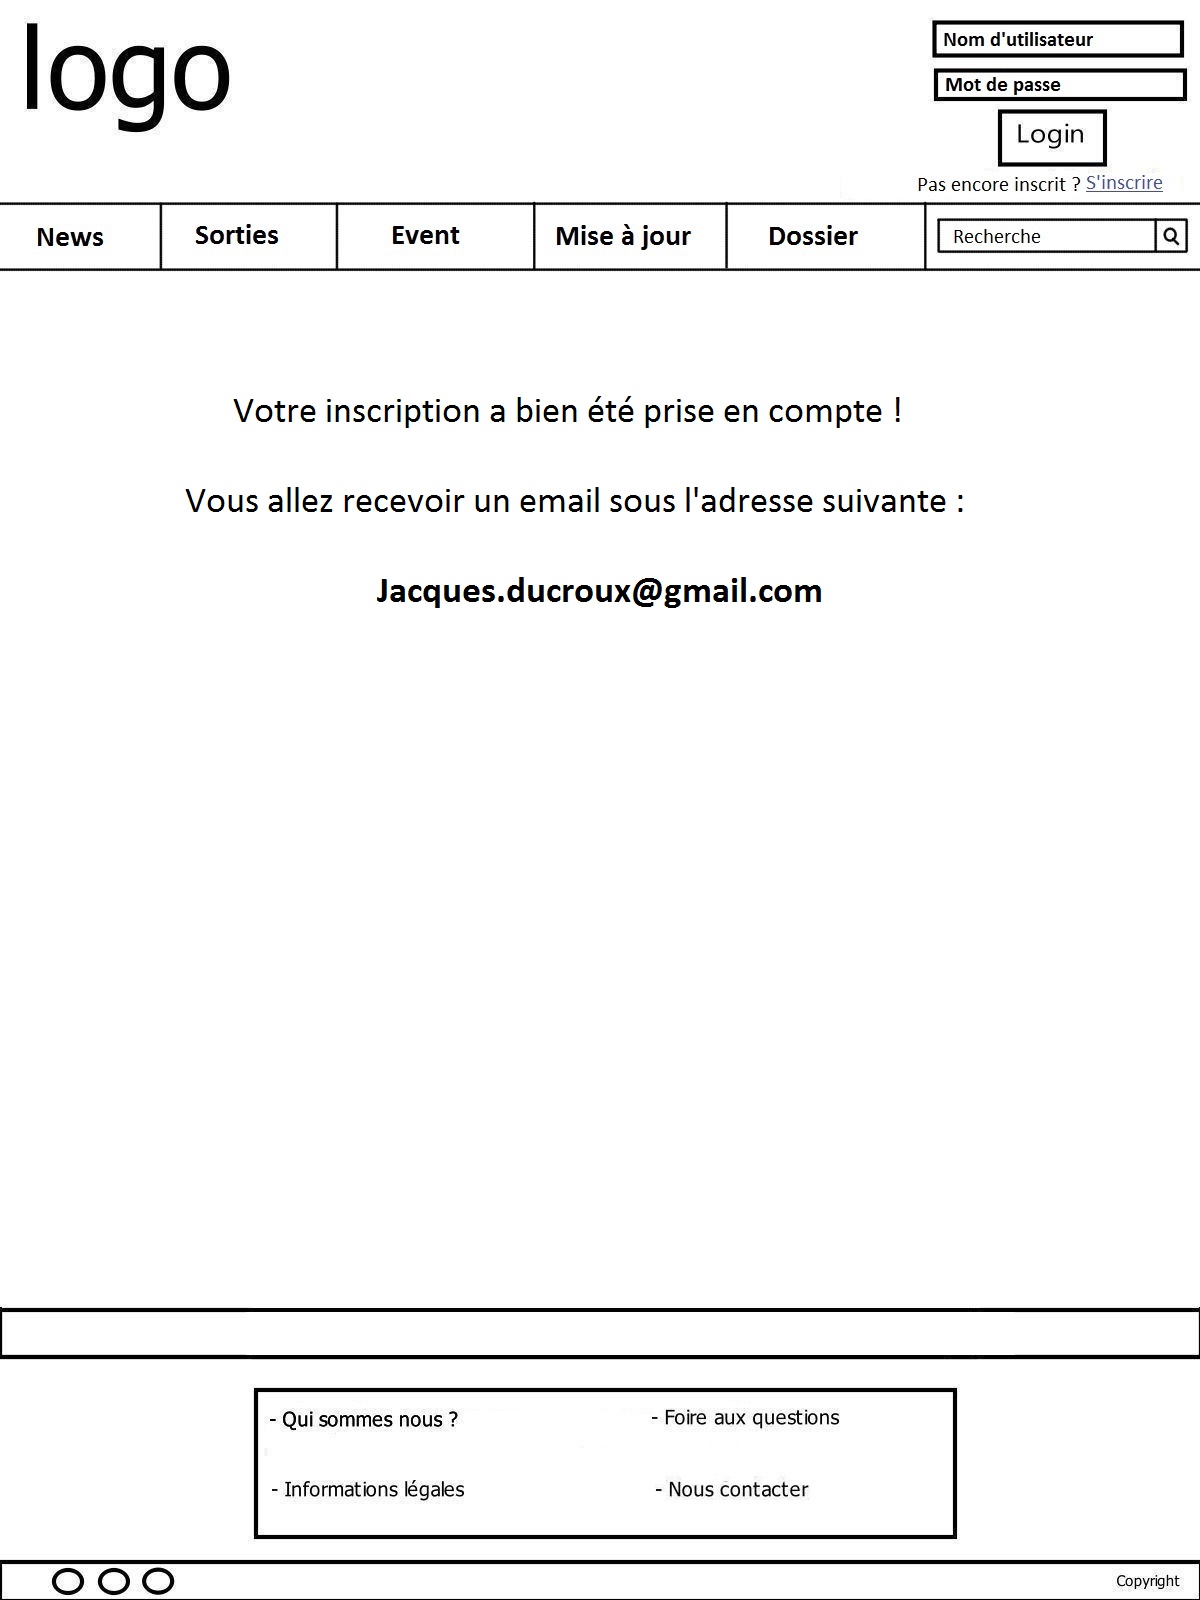 logo
Nom d'utilisateur
Mot de passe
Login
Pas encore inscrit ? S'inscrire
News Sorties Event Mise à jour Dossier Recherche
Votre inscription a bien été prise en compte !
Vous allez recevoir un email sous l'adresse suivante :
Jacques.ducroux@gmail.com
- Qui sommes nous ? - Foire aux questions
- Informations légales - Nous contacter
Copyright